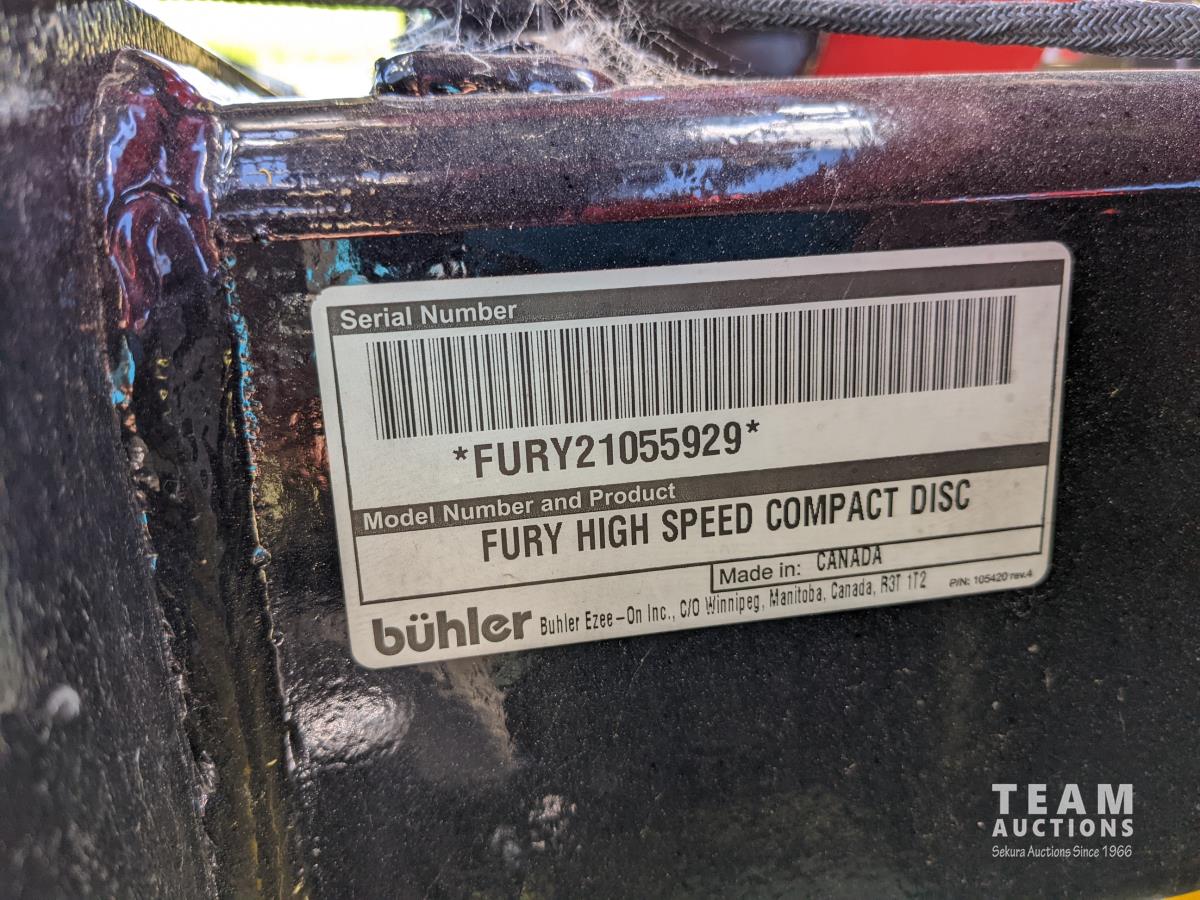 Serial Number
*FURY21055929*
Model Number and Product
FURY HIGH SPEED COMPACT DISC
Made in: CANADA
bühler Buhler Ezee-On Inc., C/O Winnipeg, Manitoba, Canada, R3T 1T2 P/N: 105420 rev.4
TEAM
AUCTIONS
Sekura Auctions Since 1966